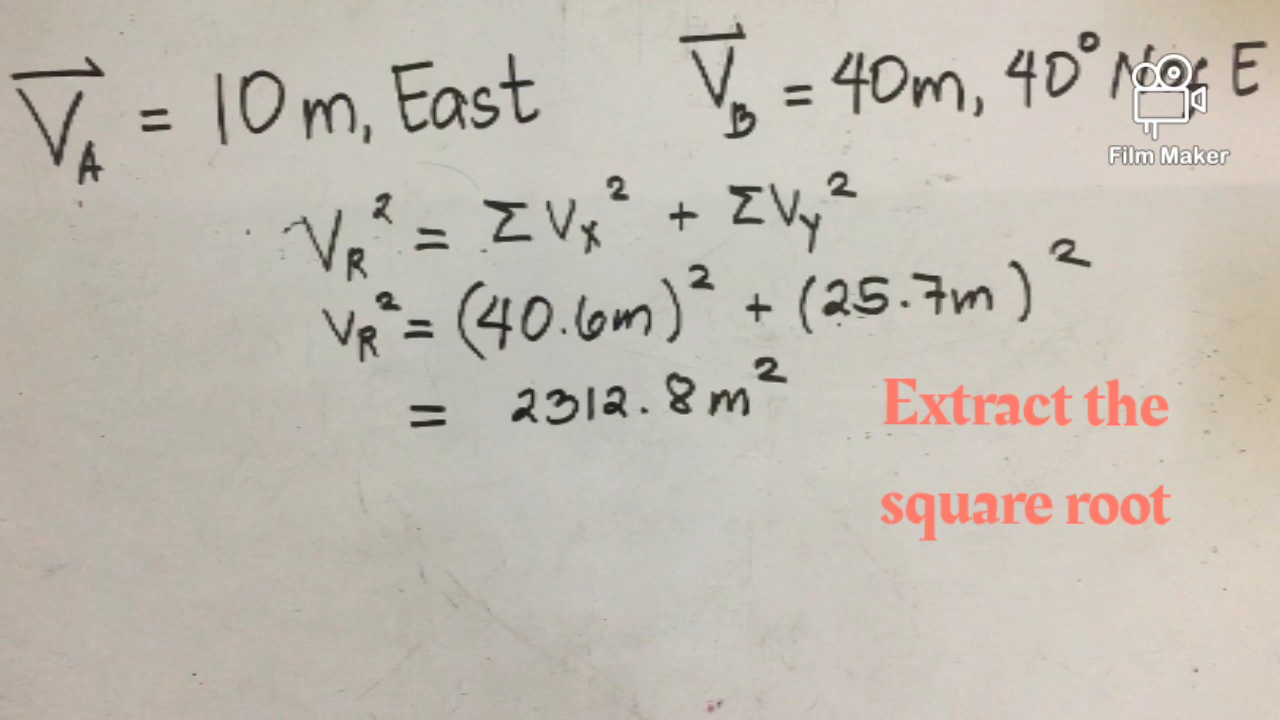 V_A = 10 m, East
V_B = 40m, 40° N of E
Film Maker
V_R² = ΣV_x² + ΣV_y²
V_R² = (40.6m)² + (25.7m)²
= 2312.8 m²
Extract the
square root